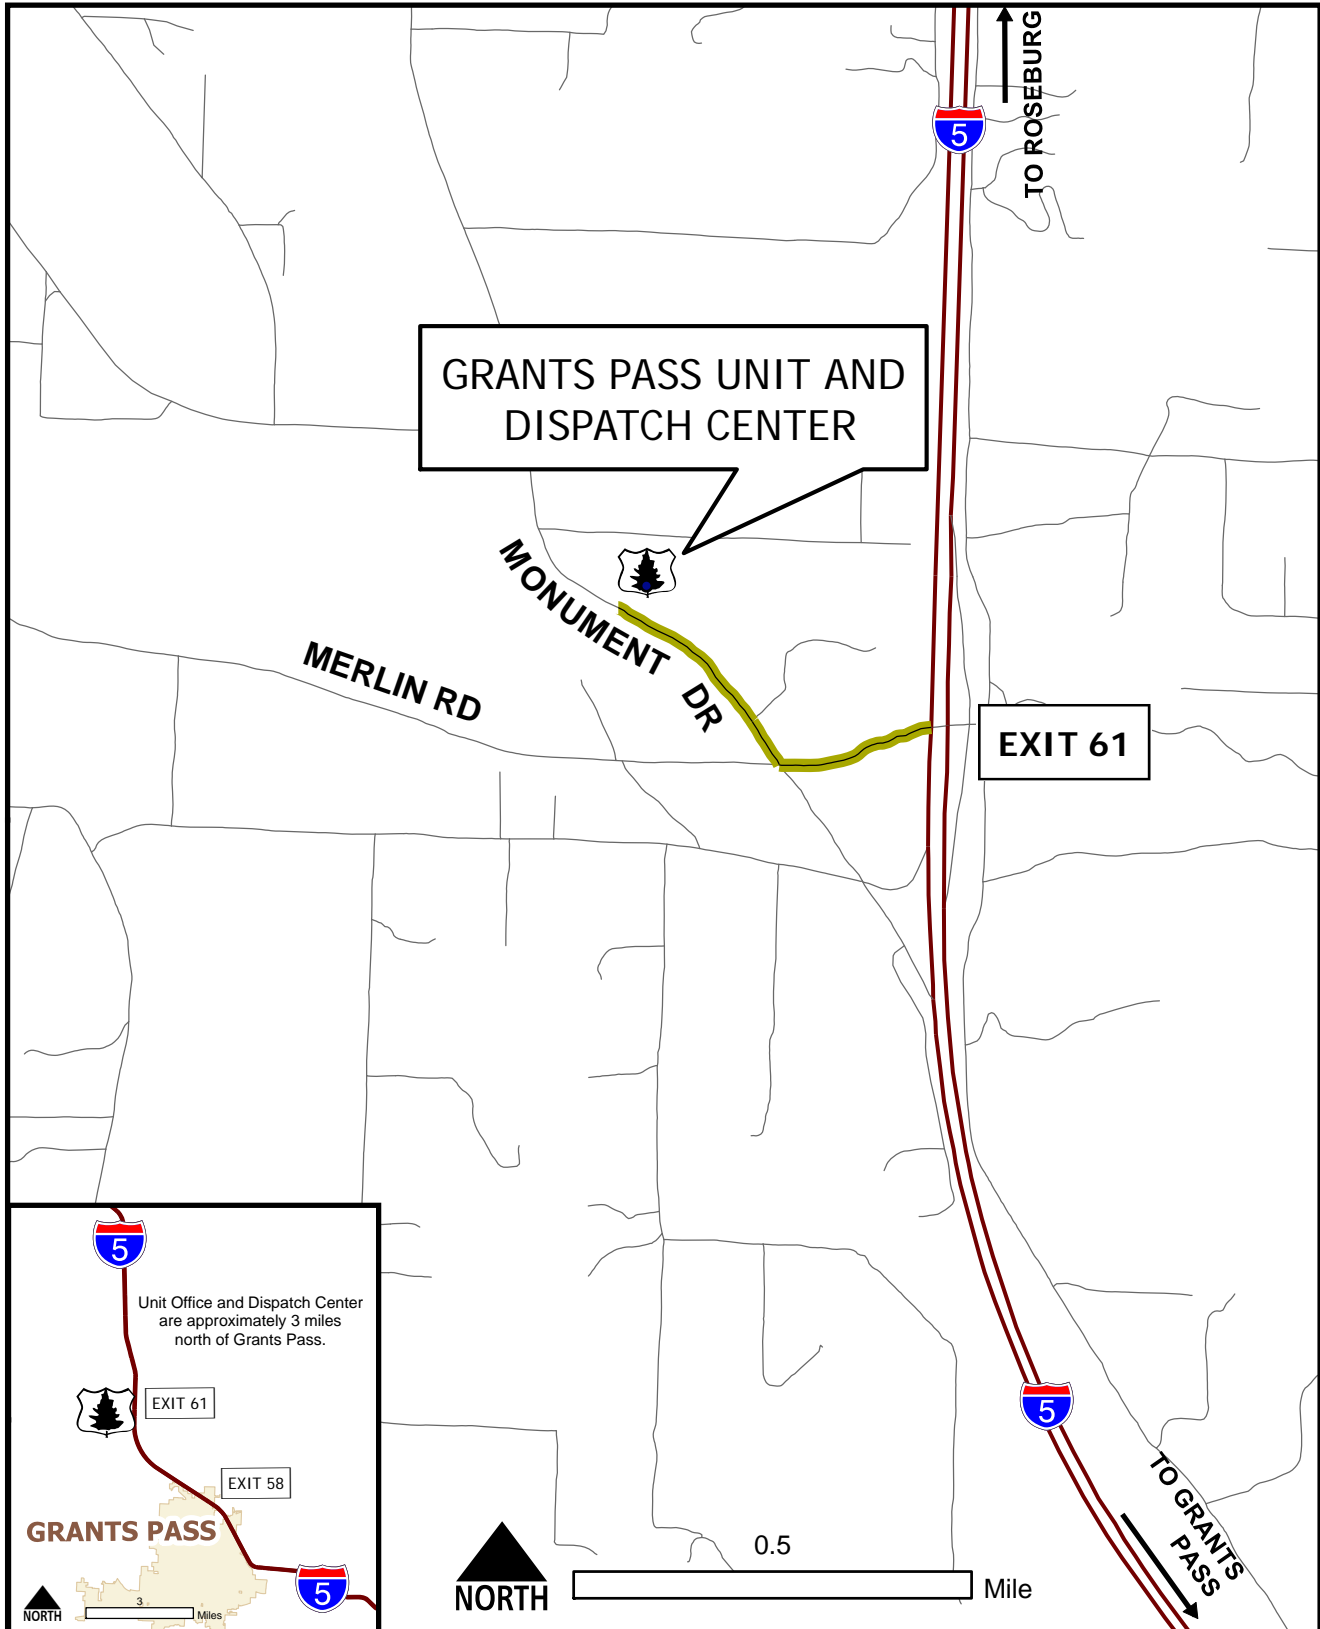 TO ROSEBURG
5
GRANTS PASS UNIT AND
DISPATCH CENTER
MONUMENT DR
MERLIN RD
EXIT 61
5
Unit Office and Dispatch Center
are approximately 3 miles
north of Grants Pass.
EXIT 61
EXIT 58
GRANTS PASS
5
NORTH
3
Miles
5
TO GRANTS
PASS
NORTH
0.5
Mile